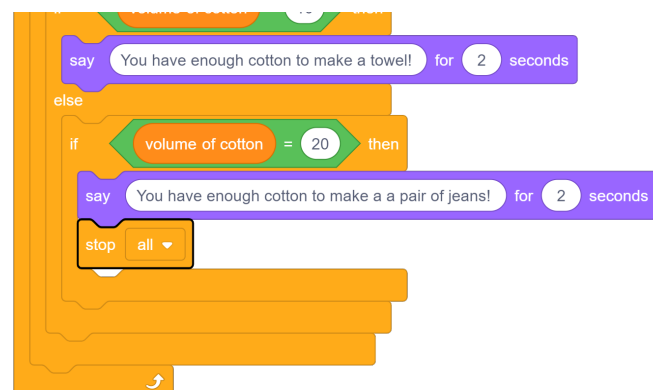 say You have enough cotton to make a towel! for 2 seconds
else
if volume of cotton = 20 then
say You have enough cotton to make a a pair of jeans! for 2 seconds
stop all